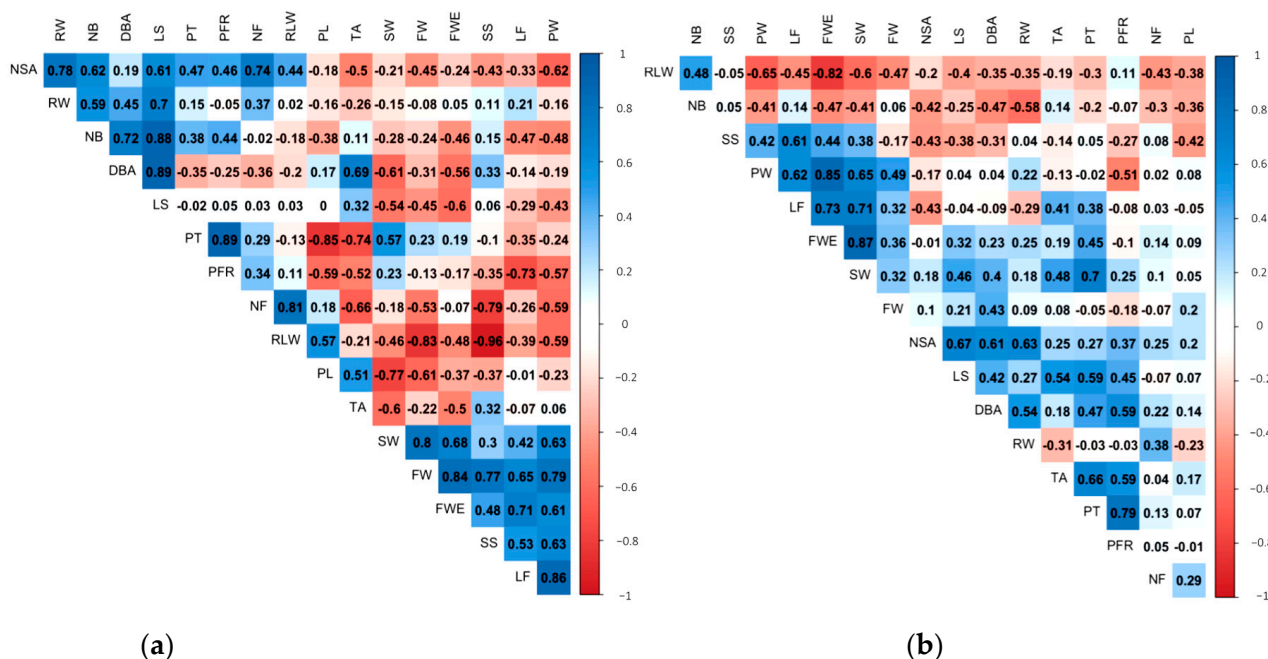 RW NB DBA LS PT PFR NF RLW PL TA SW FW FWE SS LF PW
NSA 0.78 0.62 0.19 0.61 0.47 0.46 0.74 0.44 -0.18 -0.5 -0.21 -0.45 -0.24 -0.43 -0.33 -0.62
RW 0.59 0.45 0.7 0.15 -0.05 0.37 0.02 -0.16 -0.26 -0.15 -0.08 0.05 0.11 0.21 -0.16
NB 0.72 0.88 0.38 0.44 -0.02 -0.18 -0.38 0.11 -0.28 -0.24 -0.46 0.15 -0.47 -0.48
DBA 0.89 -0.35 -0.25 -0.36 -0.2 0.17 0.69 -0.61 -0.31 -0.56 0.33 -0.14 -0.19
LS -0.02 0.05 0.03 0.03 0 0.32 -0.54 -0.45 -0.6 0.06 -0.29 -0.43
PT 0.89 0.29 -0.13 -0.85 -0.74 0.57 0.23 0.19 -0.1 -0.35 -0.24
PFR 0.34 0.11 -0.59 -0.52 0.23 -0.13 -0.17 -0.35 -0.73 -0.57
NF 0.81 0.18 -0.66 -0.18 -0.53 -0.07 -0.79 -0.26 -0.59
RLW 0.57 -0.21 -0.46 -0.83 -0.48 -0.96 -0.39 -0.59
PL 0.51 -0.77 -0.61 -0.37 -0.37 -0.01 -0.23
TA -0.6 -0.22 -0.5 0.32 -0.07 0.06
SW 0.8 0.68 0.3 0.42 0.63
FW 0.84 0.77 0.65 0.79
FWE 0.48 0.71 0.61
SS 0.53 0.63
LF 0.86
1
0.8
0.6
0.4
0.2
0
-0.2
-0.4
-0.6
-0.8
-1
(a)
NB SS PW LF FWE SW FW NSA LS DBA RW TA PT PFR NF PL
RLW 0.48 -0.05 -0.65 -0.45 -0.82 -0.6 -0.47 -0.2 -0.4 -0.35 -0.35 -0.19 -0.3 0.11 -0.43 -0.38
NB 0.05 -0.41 0.14 -0.47 -0.41 0.06 -0.42 -0.25 -0.47 -0.58 0.14 -0.2 -0.07 -0.3 -0.36
SS 0.42 0.61 0.44 0.38 -0.17 -0.43 -0.38 -0.31 0.04 -0.14 0.05 -0.27 0.08 -0.42
PW 0.62 0.85 0.65 0.49 -0.17 0.04 0.04 0.22 -0.13 -0.02 -0.51 0.02 0.08
LF 0.73 0.71 0.32 -0.43 -0.04 -0.09 -0.29 0.41 0.38 -0.08 0.03 -0.05
FWE 0.87 0.36 -0.01 0.32 0.23 0.25 0.19 0.45 -0.1 0.14 0.09
SW 0.32 0.18 0.46 0.4 0.18 0.48 0.7 0.25 0.1 0.05
FW 0.1 0.21 0.43 0.09 0.08 -0.05 -0.18 -0.07 0.2
NSA 0.67 0.61 0.63 0.25 0.27 0.37 0.25 0.2
LS 0.42 0.27 0.54 0.59 0.45 -0.07 0.07
DBA 0.54 0.18 0.47 0.59 0.22 0.14
RW -0.31 -0.03 -0.03 0.38 -0.23
TA 0.66 0.59 0.04 0.17
PT 0.79 0.13 0.07
PFR 0.05 -0.01
NF 0.29
1
0.8
0.6
0.4
0.2
0
-0.2
-0.4
-0.6
-0.8
-1
(b)